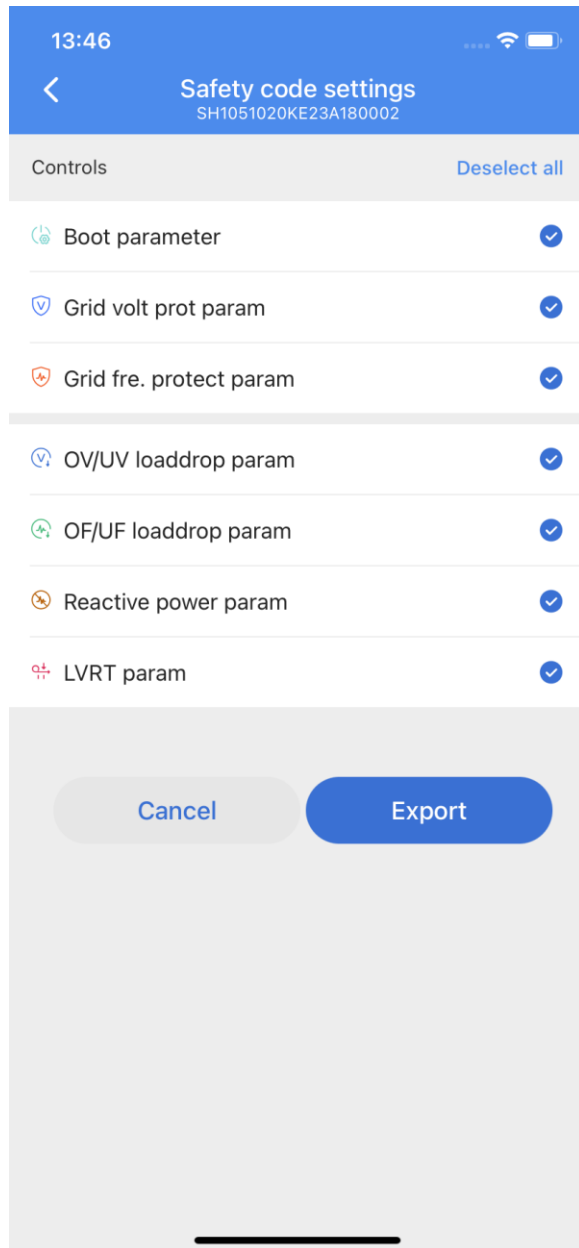 13:46
Safety code settings
SH1051020KE23A180002
Controls
Deselect all
Boot parameter
Grid volt prot param
Grid fre. protect param
OV/UV loaddrop param
OF/UF loaddrop param
Reactive power param
LVRT param
Cancel
Export